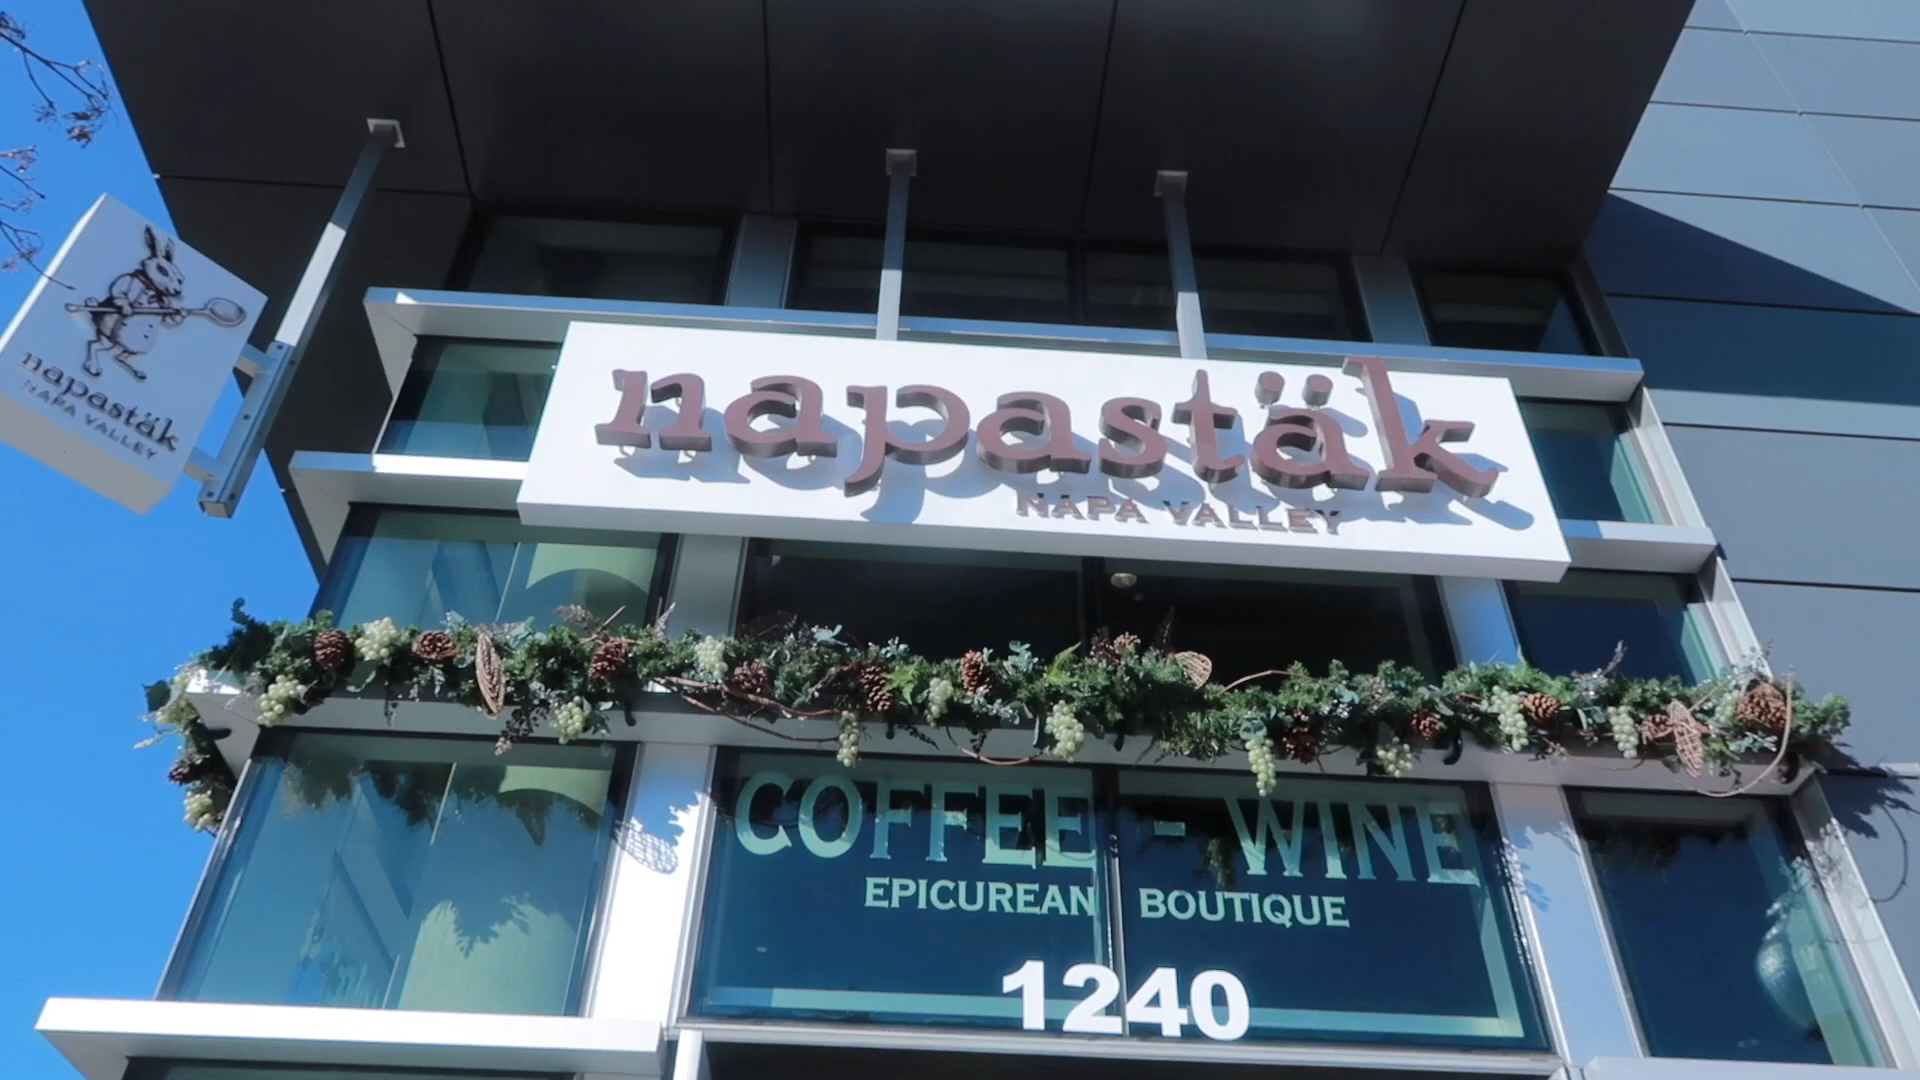 napastäk
NAPA VALLEY
napastäk
NAPA VALLEY
COFFEE - WINE
EPICUREAN BOUTIQUE
1240